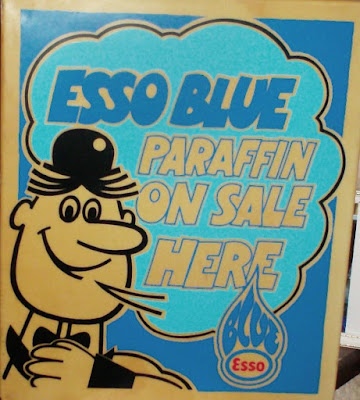 ESSO BLUE
PARAFFIN
ON SALE
HERE
BLUE
Esso